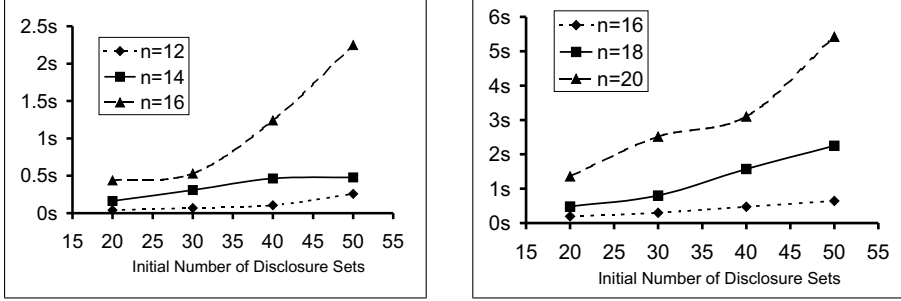 2.5s
2s
1.5s
1s
0.5s
0s
n=12
n=14
n=16
15 20 25 30 35 40 45 50 55
Initial Number of Disclosure Sets
6s
5s
4s
3s
2s
1s
0s
n=16
n=18
n=20
15 20 25 30 35 40 45 50 55
Initial Number of Disclosure Sets